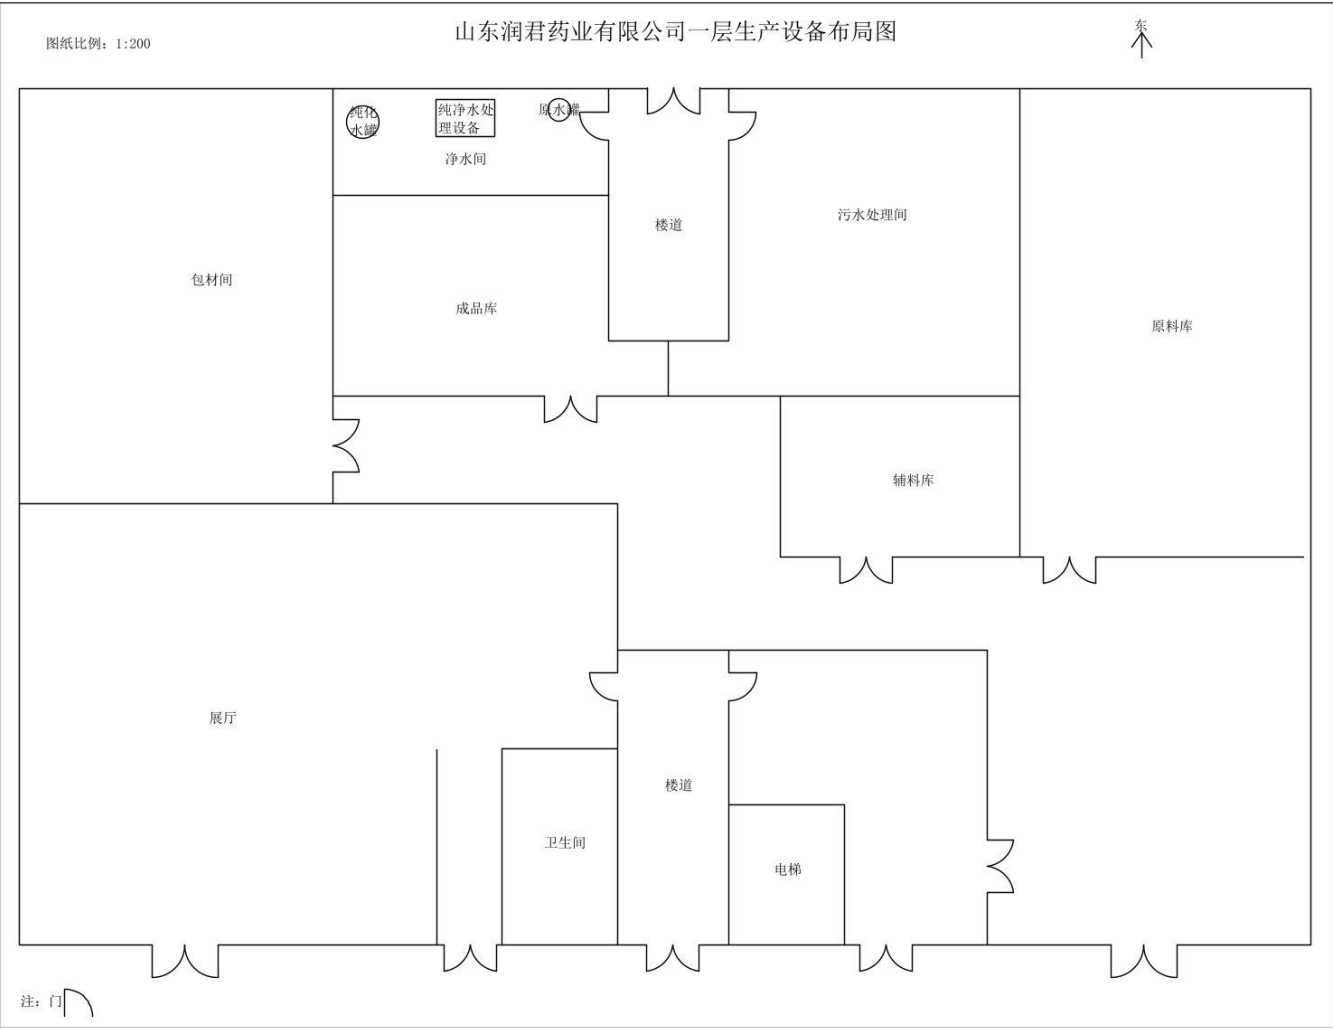 山东润君药业有限公司一层生产设备布局图
图纸比例：1:200
东
纯化
水罐
纯净水处
理设备
原水罐
净水间
楼道
污水处理间
包材间
成品库
原料库
辅料库
展厅
楼道
卫生间
电梯
注：门